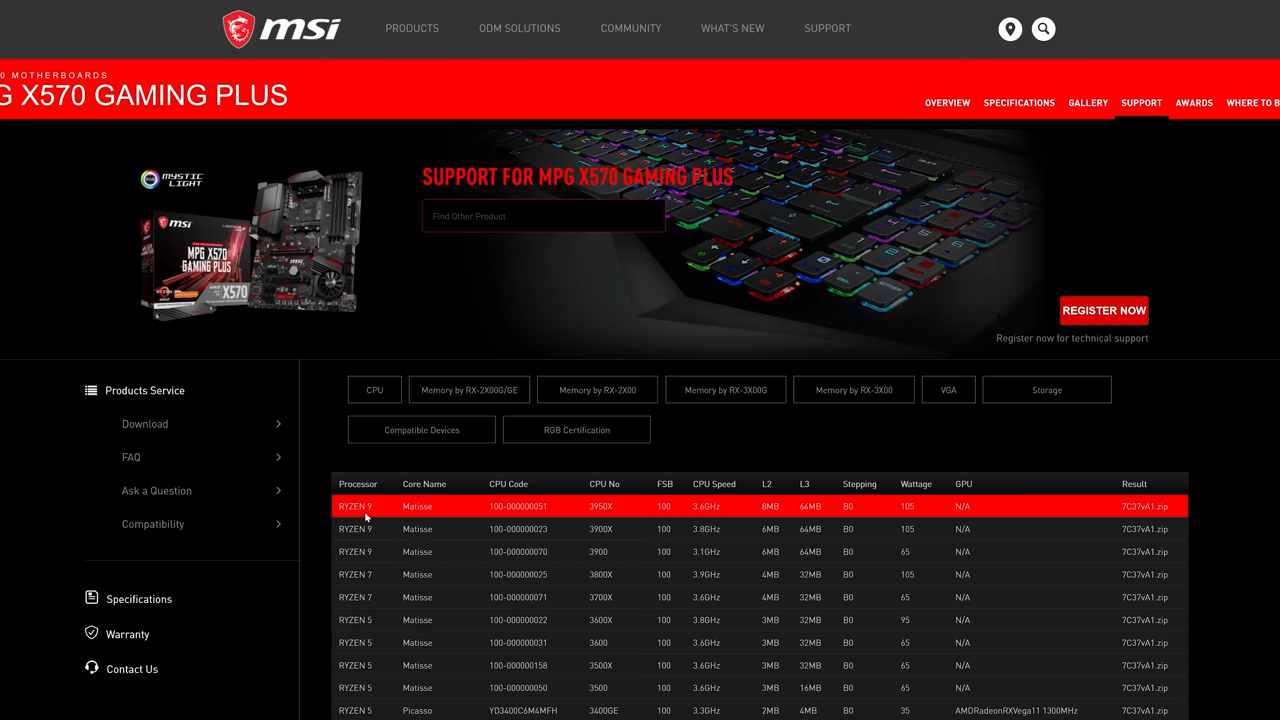 msi PRODUCTS ODM SOLUTIONS COMMUNITY WHAT'S NEW SUPPORT
0 MOTHERBOARDS
G X570 GAMING PLUS
OVERVIEW SPECIFICATIONS GALLERY SUPPORT AWARDS WHERE TO B
MYSTIC LIGHT
msi
MPG X570 GAMING PLUS
X570
SUPPORT FOR MPG X570 GAMING PLUS
Find Other Product
REGISTER NOW
Register now for technical support
Products Service
Download
FAQ
Ask a Question
Compatibility
Specifications
Warranty
Contact Us
CPU Memory by RX-2X00G/GE Memory by RX-2X00 Memory by RX-3X00G Memory by RX-3X00 VGA Storage
Compatible Devices RGB Certification
Processor Core Name CPU Code CPU No FSB CPU Speed L2 L3 Stepping Wattage GPU Result
RYZEN 9 Matisse 100-000000051 3950X 100 3.6GHz 8MB 64MB B0 105 N/A 7C37vA1.zip
RYZEN 9 Matisse 100-000000023 3900X 100 3.8GHz 6MB 64MB B0 105 N/A 7C37vA1.zip
RYZEN 9 Matisse 100-000000070 3900 100 3.1GHz 6MB 64MB B0 65 N/A 7C37vA1.zip
RYZEN 7 Matisse 100-000000025 3800X 100 3.9GHz 4MB 32MB B0 105 N/A 7C37vA1.zip
RYZEN 7 Matisse 100-000000071 3700X 100 3.6GHz 4MB 32MB B0 65 N/A 7C37vA1.zip
RYZEN 5 Matisse 100-000000022 3600X 100 3.8GHz 3MB 32MB B0 95 N/A 7C37vA1.zip
RYZEN 5 Matisse 100-000000031 3600 100 3.6GHz 3MB 32MB B0 65 N/A 7C37vA1.zip
RYZEN 5 Matisse 100-000000158 3500X 100 3.6GHz 3MB 32MB B0 65 N/A 7C37vA1.zip
RYZEN 5 Matisse 100-000000050 3500 100 3.6GHz 3MB 16MB B0 65 N/A 7C37vA1.zip
RYZEN 5 Picasso YD3400C6M4MFH 3400GE 100 3.3GHz 2MB 4MB B0 35 AMDRadeonRXVega11 1300MHz 7C37vA1.zip